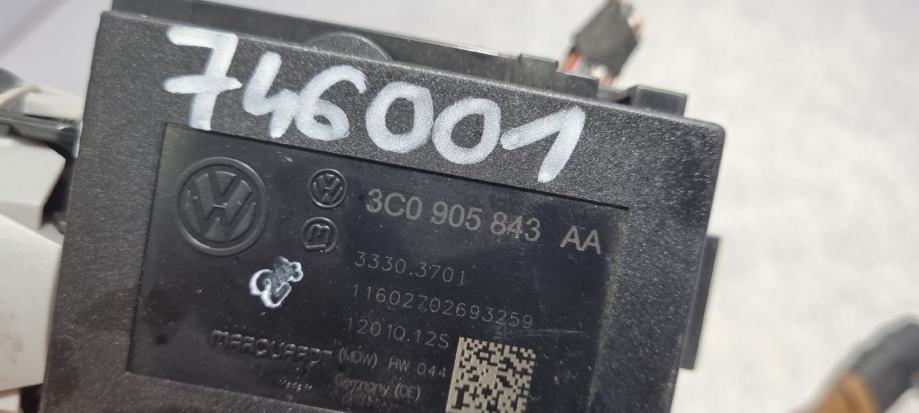 746001
3C0 905 843 AA
3330.3701
11602702693259
1201Q.12S
MARQUARDT (MDW) HW 044
Germany (DE)